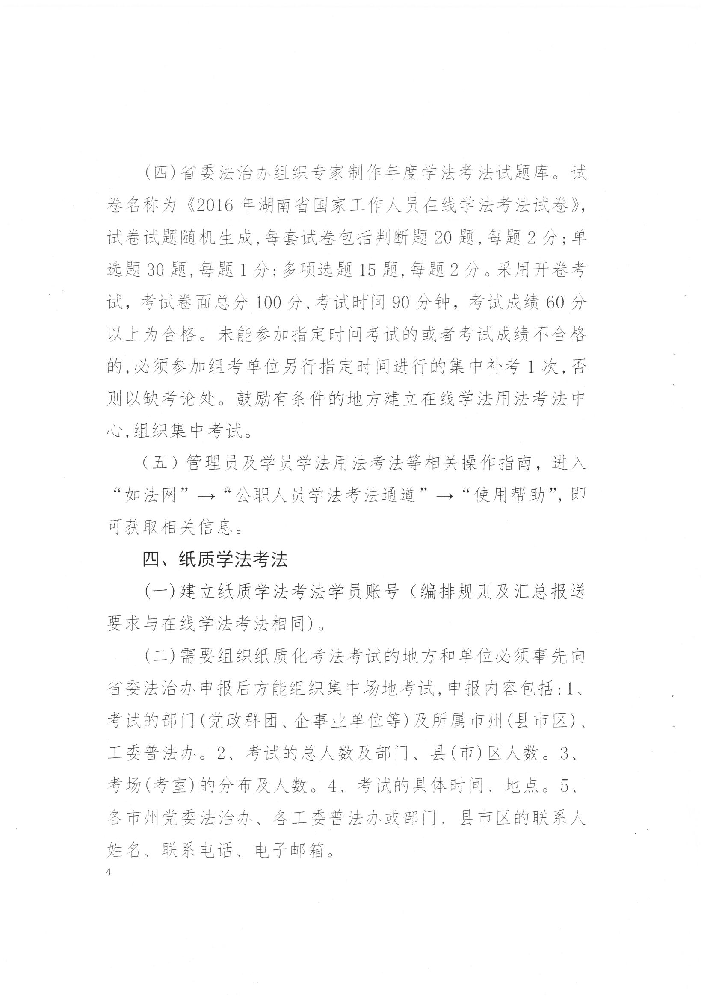 (四)省委法治办组织专家制作年度学法考法试题库。试
卷名称为《2016年湖南省国家工作人员在线学法考法试卷》，
试卷试题随机生成,每套试卷包括判断题20题,每题2分;单
选题30题,每题1分;多项选题15题,每题2分。采用开卷考
试，考试卷面总分100分,考试时间90分钟，考试成绩60分
以上为合格。未能参加指定时间考试的或者考试成绩不合格
的,必须参加组考单位另行指定时间进行的集中补考1次,否
则以缺考论处。鼓励有条件的地方建立在线学法用法考法中
心,组织集中考试。
（五）管理员及学员学法用法考法等相关操作指南，进入
“如法网”→“公职人员学法考法通道”→“使用帮助”，即
可获取相关信息。
四、纸质学法考法
(一)建立纸质学法考法学员账号（编排规则及汇总报送
要求与在线学法考法相同)。
(二)需要组织纸质化考法考试的地方和单位必须事先向
省委法治办申报后方能组织集中场地考试,申报内容包括:1、
考试的部门(党政群团、企事业单位等)及所属市州(县市区)、
工委普法办。2、考试的总人数及部门、县(市)区人数。3、
考场(考室)的分布及人数。4、考试的具体时间、地点。5、
各市州党委法治办、各工委普法办或部门、县市区的联系人
姓名、联系电话、电子邮箱。
4